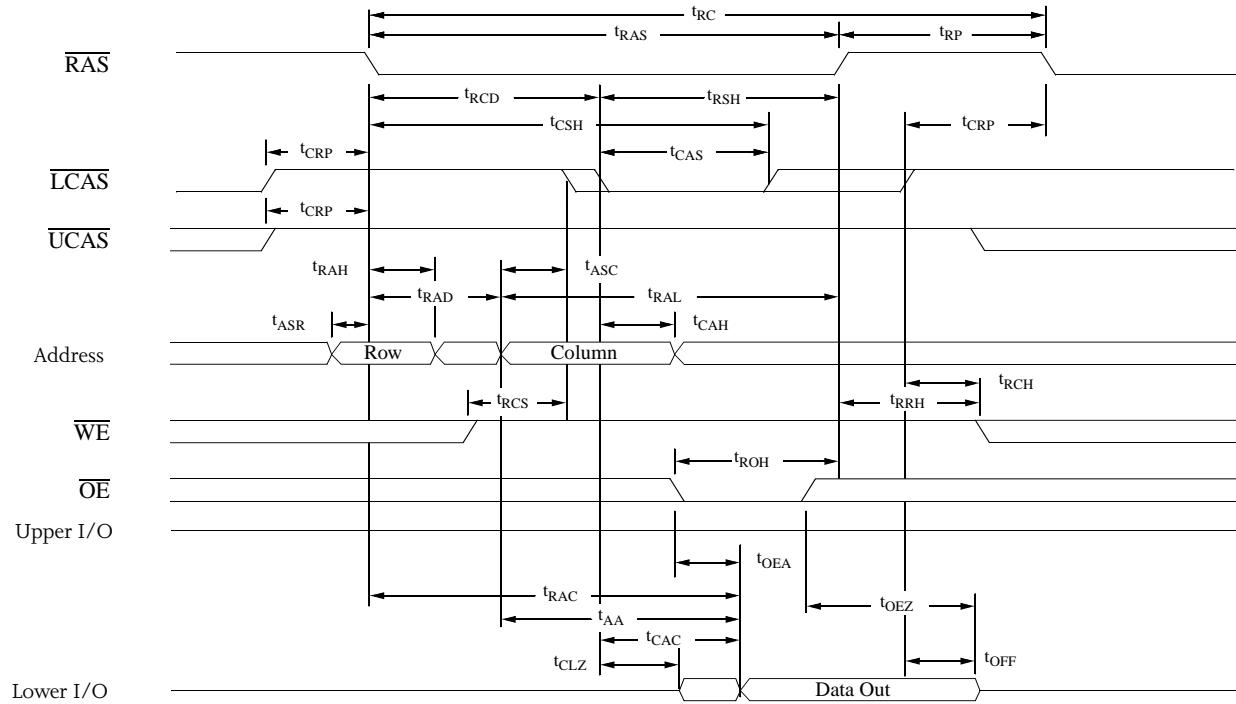 tRC
tRAS tRP
RAS
tRCD tRSH
tCSH tCRP
tCRP tCAS
LCAS
tCRP
UCAS
tRAH tASC
tRAD tRAL
tASR tCAH
Address Row Column
tRCH
tRCS tRRH
WE
tROH
OE
Upper I/O
tOEA
tRAC tOEZ
tAA
tCAC
tCLZ tOFF
Lower I/O Data Out